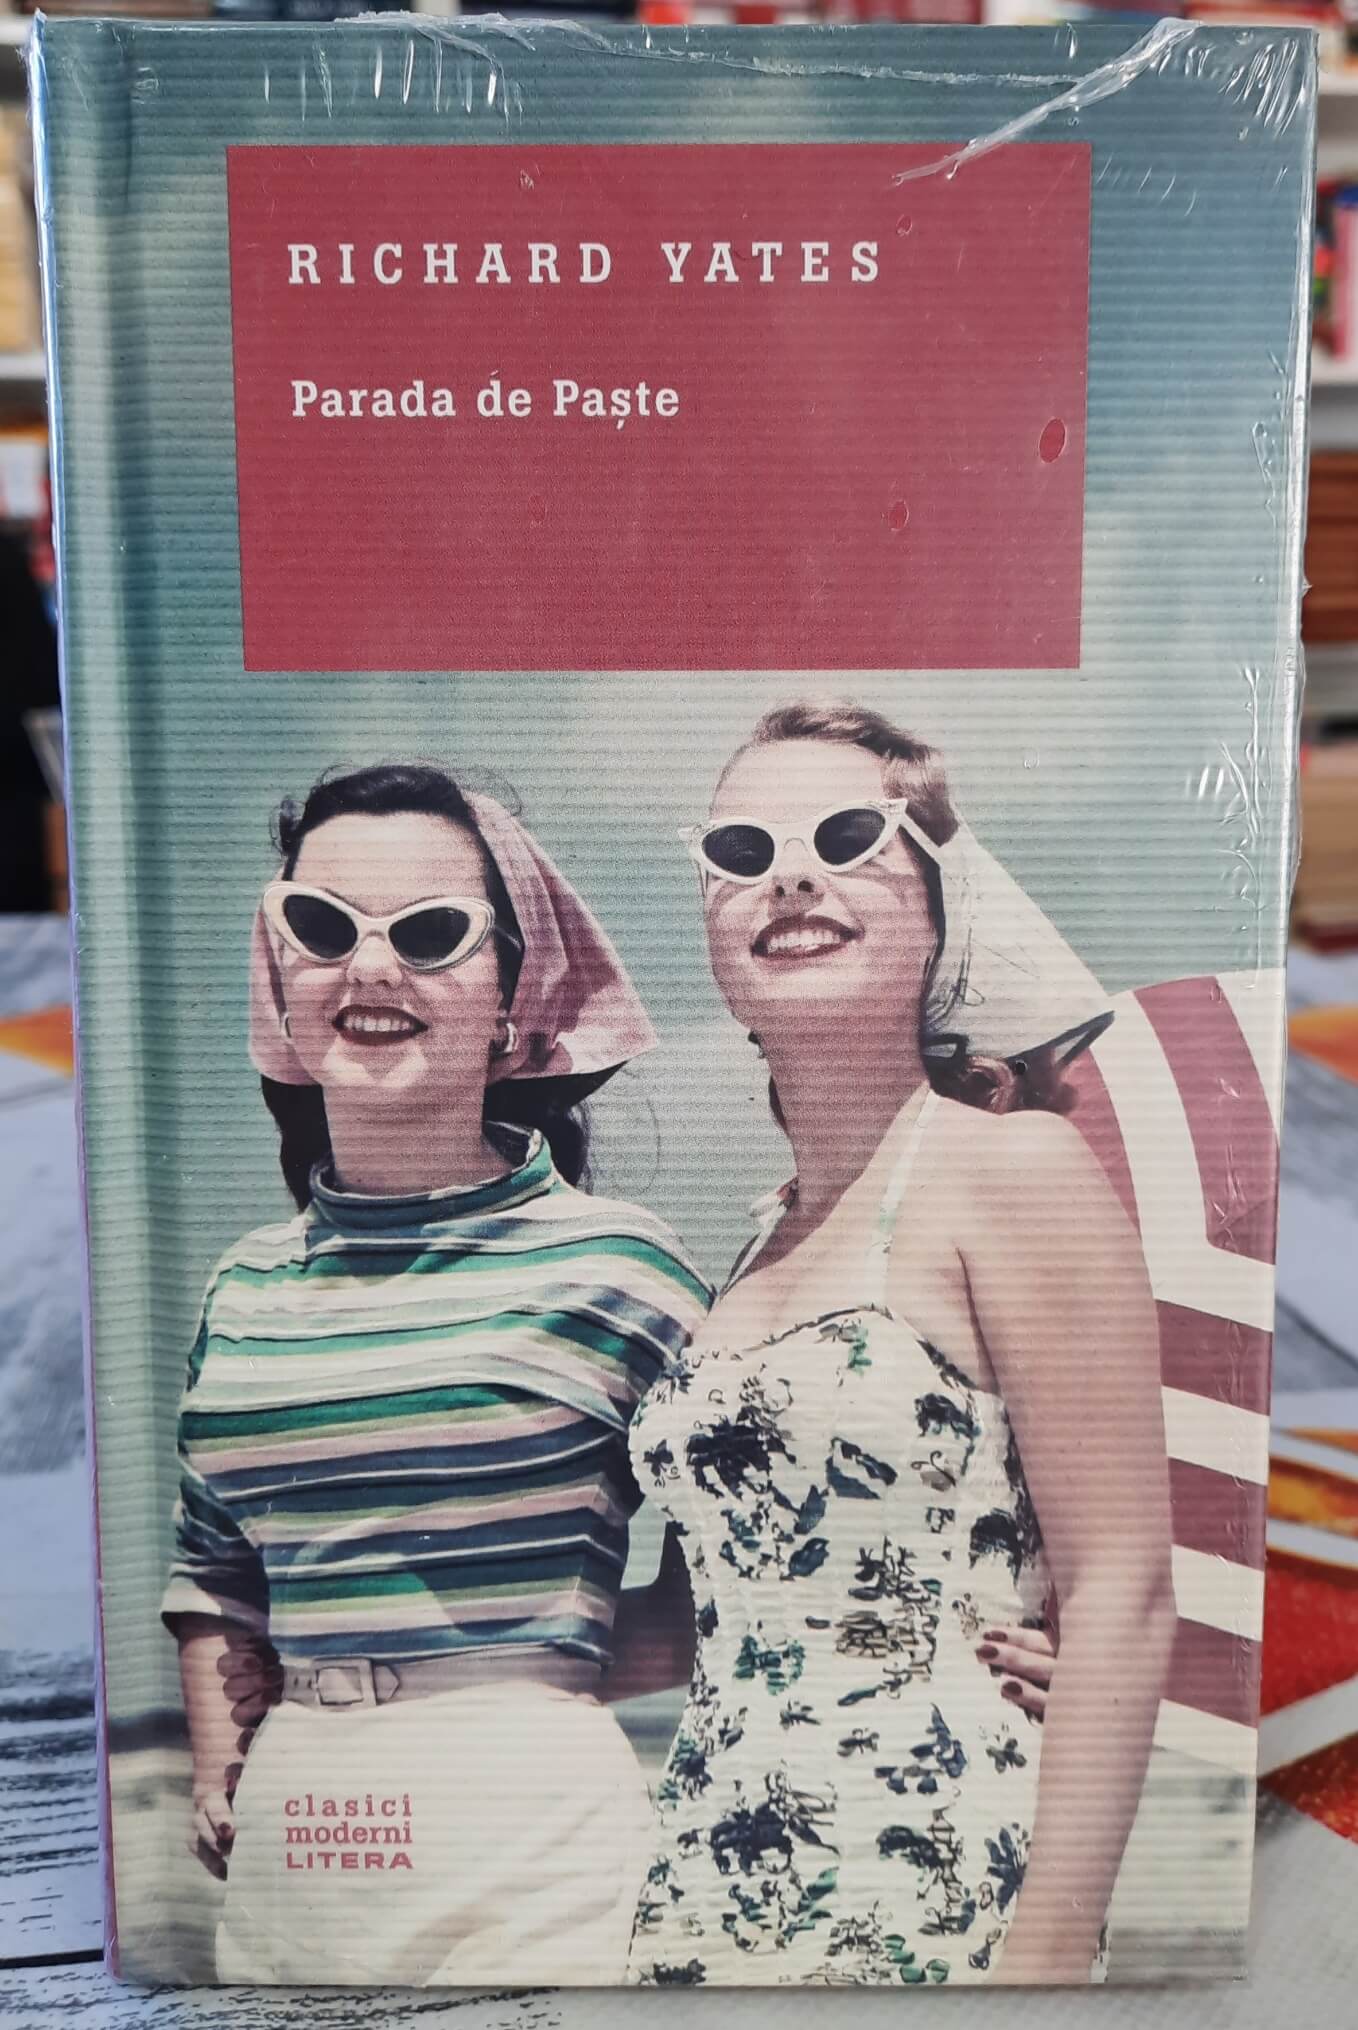 RICHARD YATES
Parada de Paște
clasici
moderni
LITERA